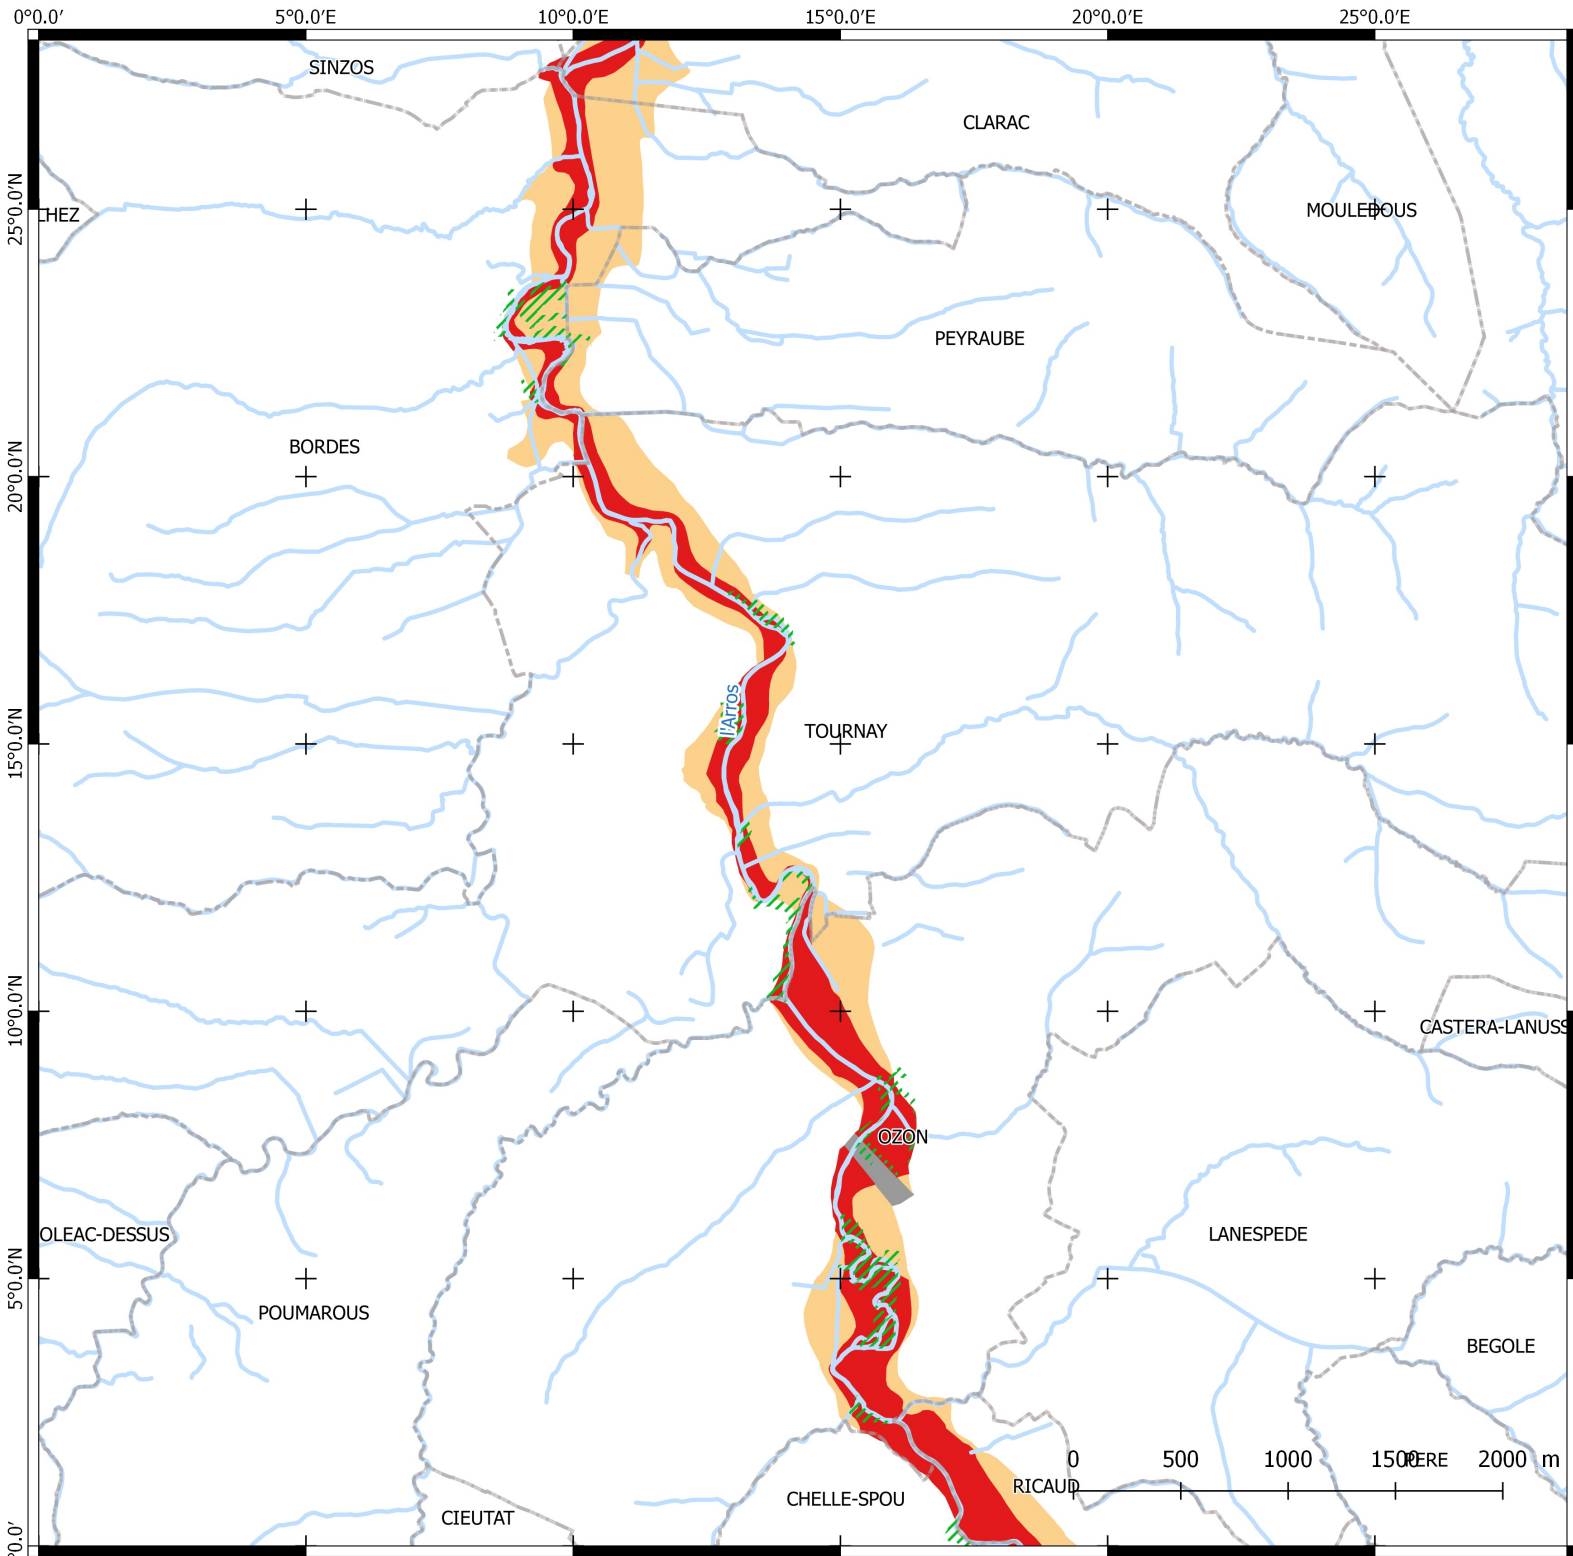 0°0.0′ 5°0.0′E 10°0.0′E 15°0.0′E 20°0.0′E 25°0.0′E
SINZOS
CLARAC
25°0.0′N
LHEZ
MOULEDOUS
PEYRAUBE
BORDES
20°0.0′N
l'Arros
TOURNAY
15°0.0′N
10°0.0′N
CASTERA-LANUSS
OZON
OLEAC-DESSUS
LANESPEDE
5°0.0′N
POUMAROUS
BEGOLE
0 500 1000 1500 2000 m
PERE
RICAUD
CHELLE-SPOU
CIEUTAT
0°0.0′